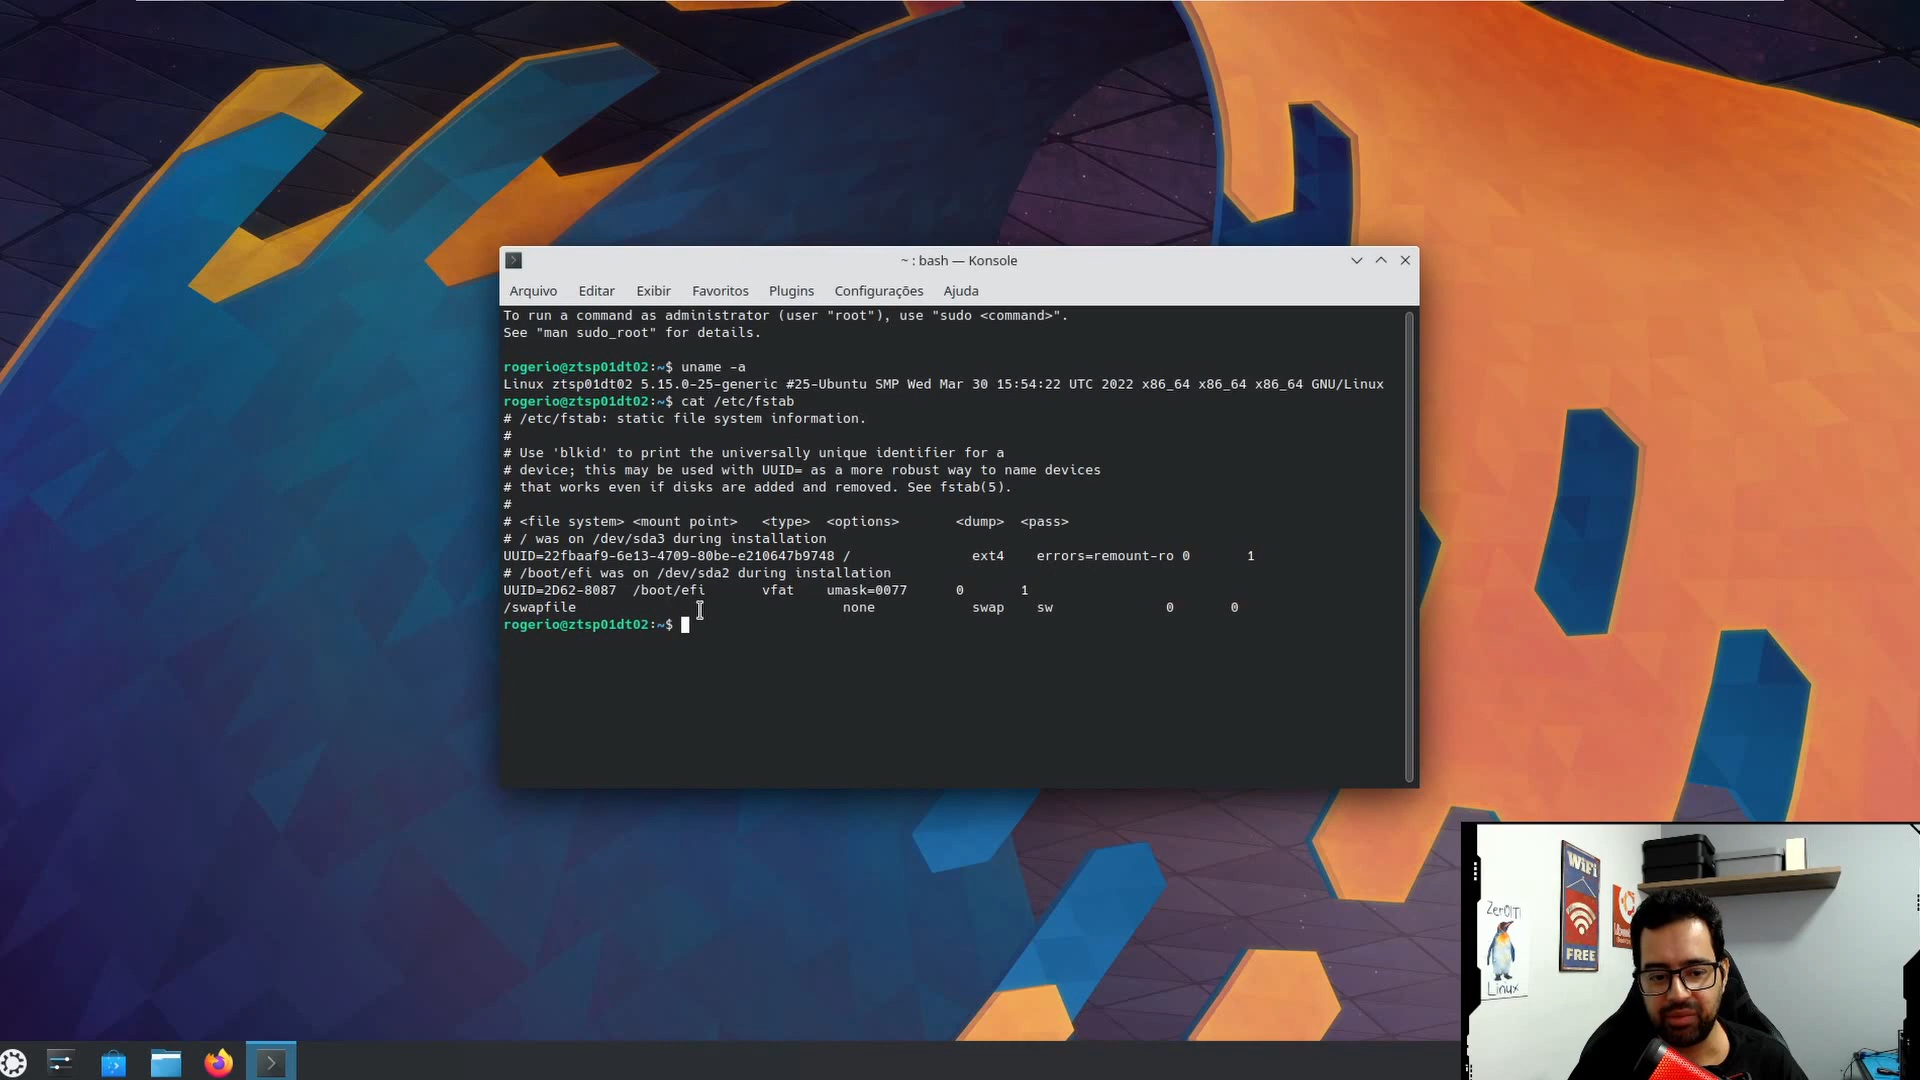 ~ : bash — Konsole
Arquivo Editar Exibir Favoritos Plugins Configurações Ajuda
To run a command as administrator (user "root"), use "sudo <command>".
See "man sudo_root" for details.
rogerio@ztsp01dt02:~$ uname -a
Linux ztsp01dt02 5.15.0-25-generic #25-Ubuntu SMP Wed Mar 30 15:54:22 UTC 2022 x86_64 x86_64 x86_64 GNU/Linux
rogerio@ztsp01dt02:~$ cat /etc/fstab
# /etc/fstab: static file system information.
#
# Use 'blkid' to print the universally unique identifier for a
# device; this may be used with UUID= as a more robust way to name devices
# that works even if disks are added and removed. See fstab(5).
#
# <file system> <mount point>   <type>  <options>       <dump>  <pass>
# / was on /dev/sda3 during installation
UUID=22fbaaf9-6e13-4709-80be-e210647b9748 /               ext4    errors=remount-ro 0       1
# /boot/efi was on /dev/sda2 during installation
UUID=2D62-8087  /boot/efi       vfat    umask=0077      0       1
/swapfile                                 none            swap    sw              0       0
rogerio@ztsp01dt02:~$
WiFi
FREE
Zer01Ti
Linux